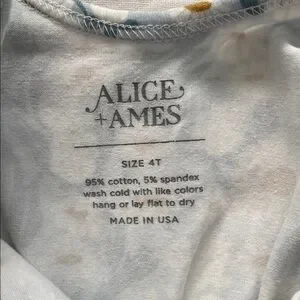 ALICE
+AMES
SIZE 4T
95% cotton, 5% spandex
wash cold with like colors
hang or lay flat to dry
MADE IN USA